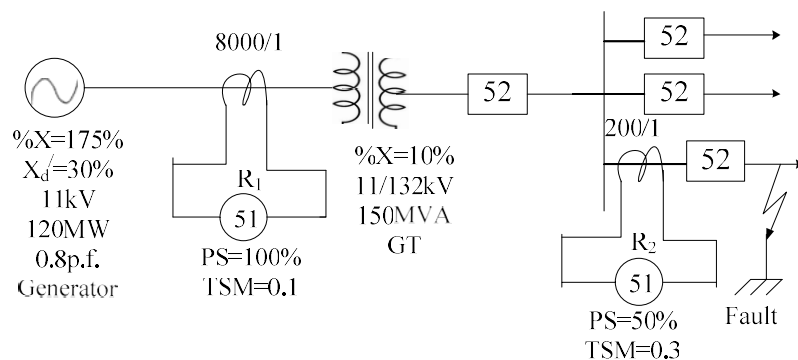 8000/1
52
52
52
200/1
52
%X=175%
Xd/=30%
11kV
120MW
0.8p.f.
Generator
R1
51
PS=100%
TSM=0.1
%X=10%
11/132kV
150MVA
GT
R2
51
PS=50%
TSM=0.3
Fault